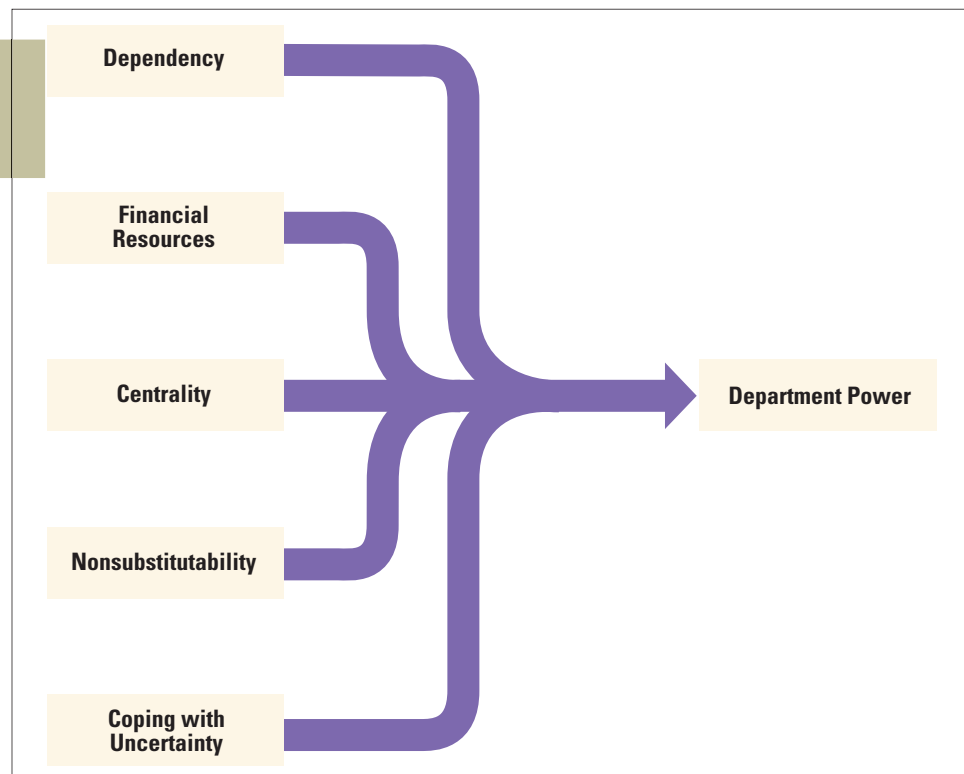 Dependency
Financial
Resources
Centrality
Department Power
Nonsubstitutability
Coping with
Uncertainty